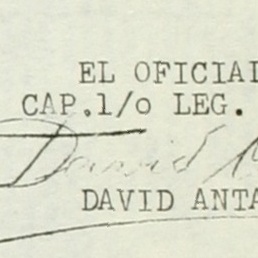 EL OFICIAL
CAP.1/o LEG.
David
DAVID ANTA